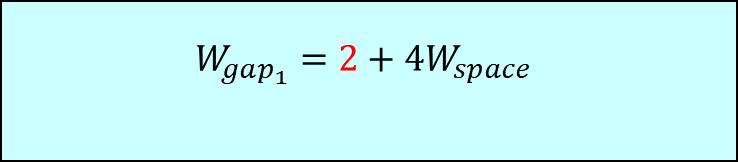 W_{gap_1} = 2 + 4W_{space}